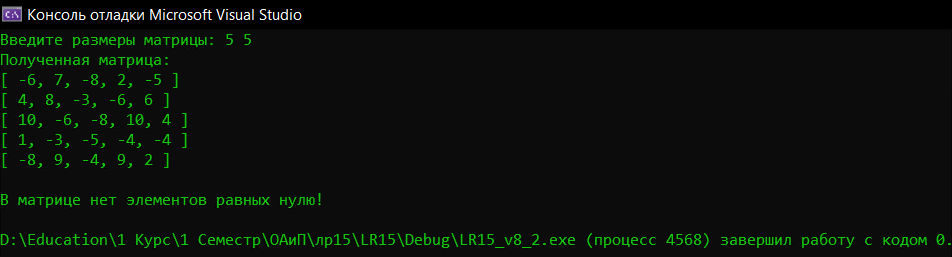 Консоль отладки Microsoft Visual Studio
Введите размеры матрицы: 5 5
Полученная матрица:
[ -6, 7, -8, 2, -5 ]
[ 4, 8, -3, -6, 6 ]
[ 10, -6, -8, 10, 4 ]
[ 1, -3, -5, -4, -4 ]
[ -8, 9, -4, 9, 2 ]
В матрице нет элементов равных нулю!
D:\Education\1 Курс\1 Семестр\ОАиП\лр15\LR15\Debug\LR15_v8_2.exe (процесс 4568) завершил работу с кодом 0.